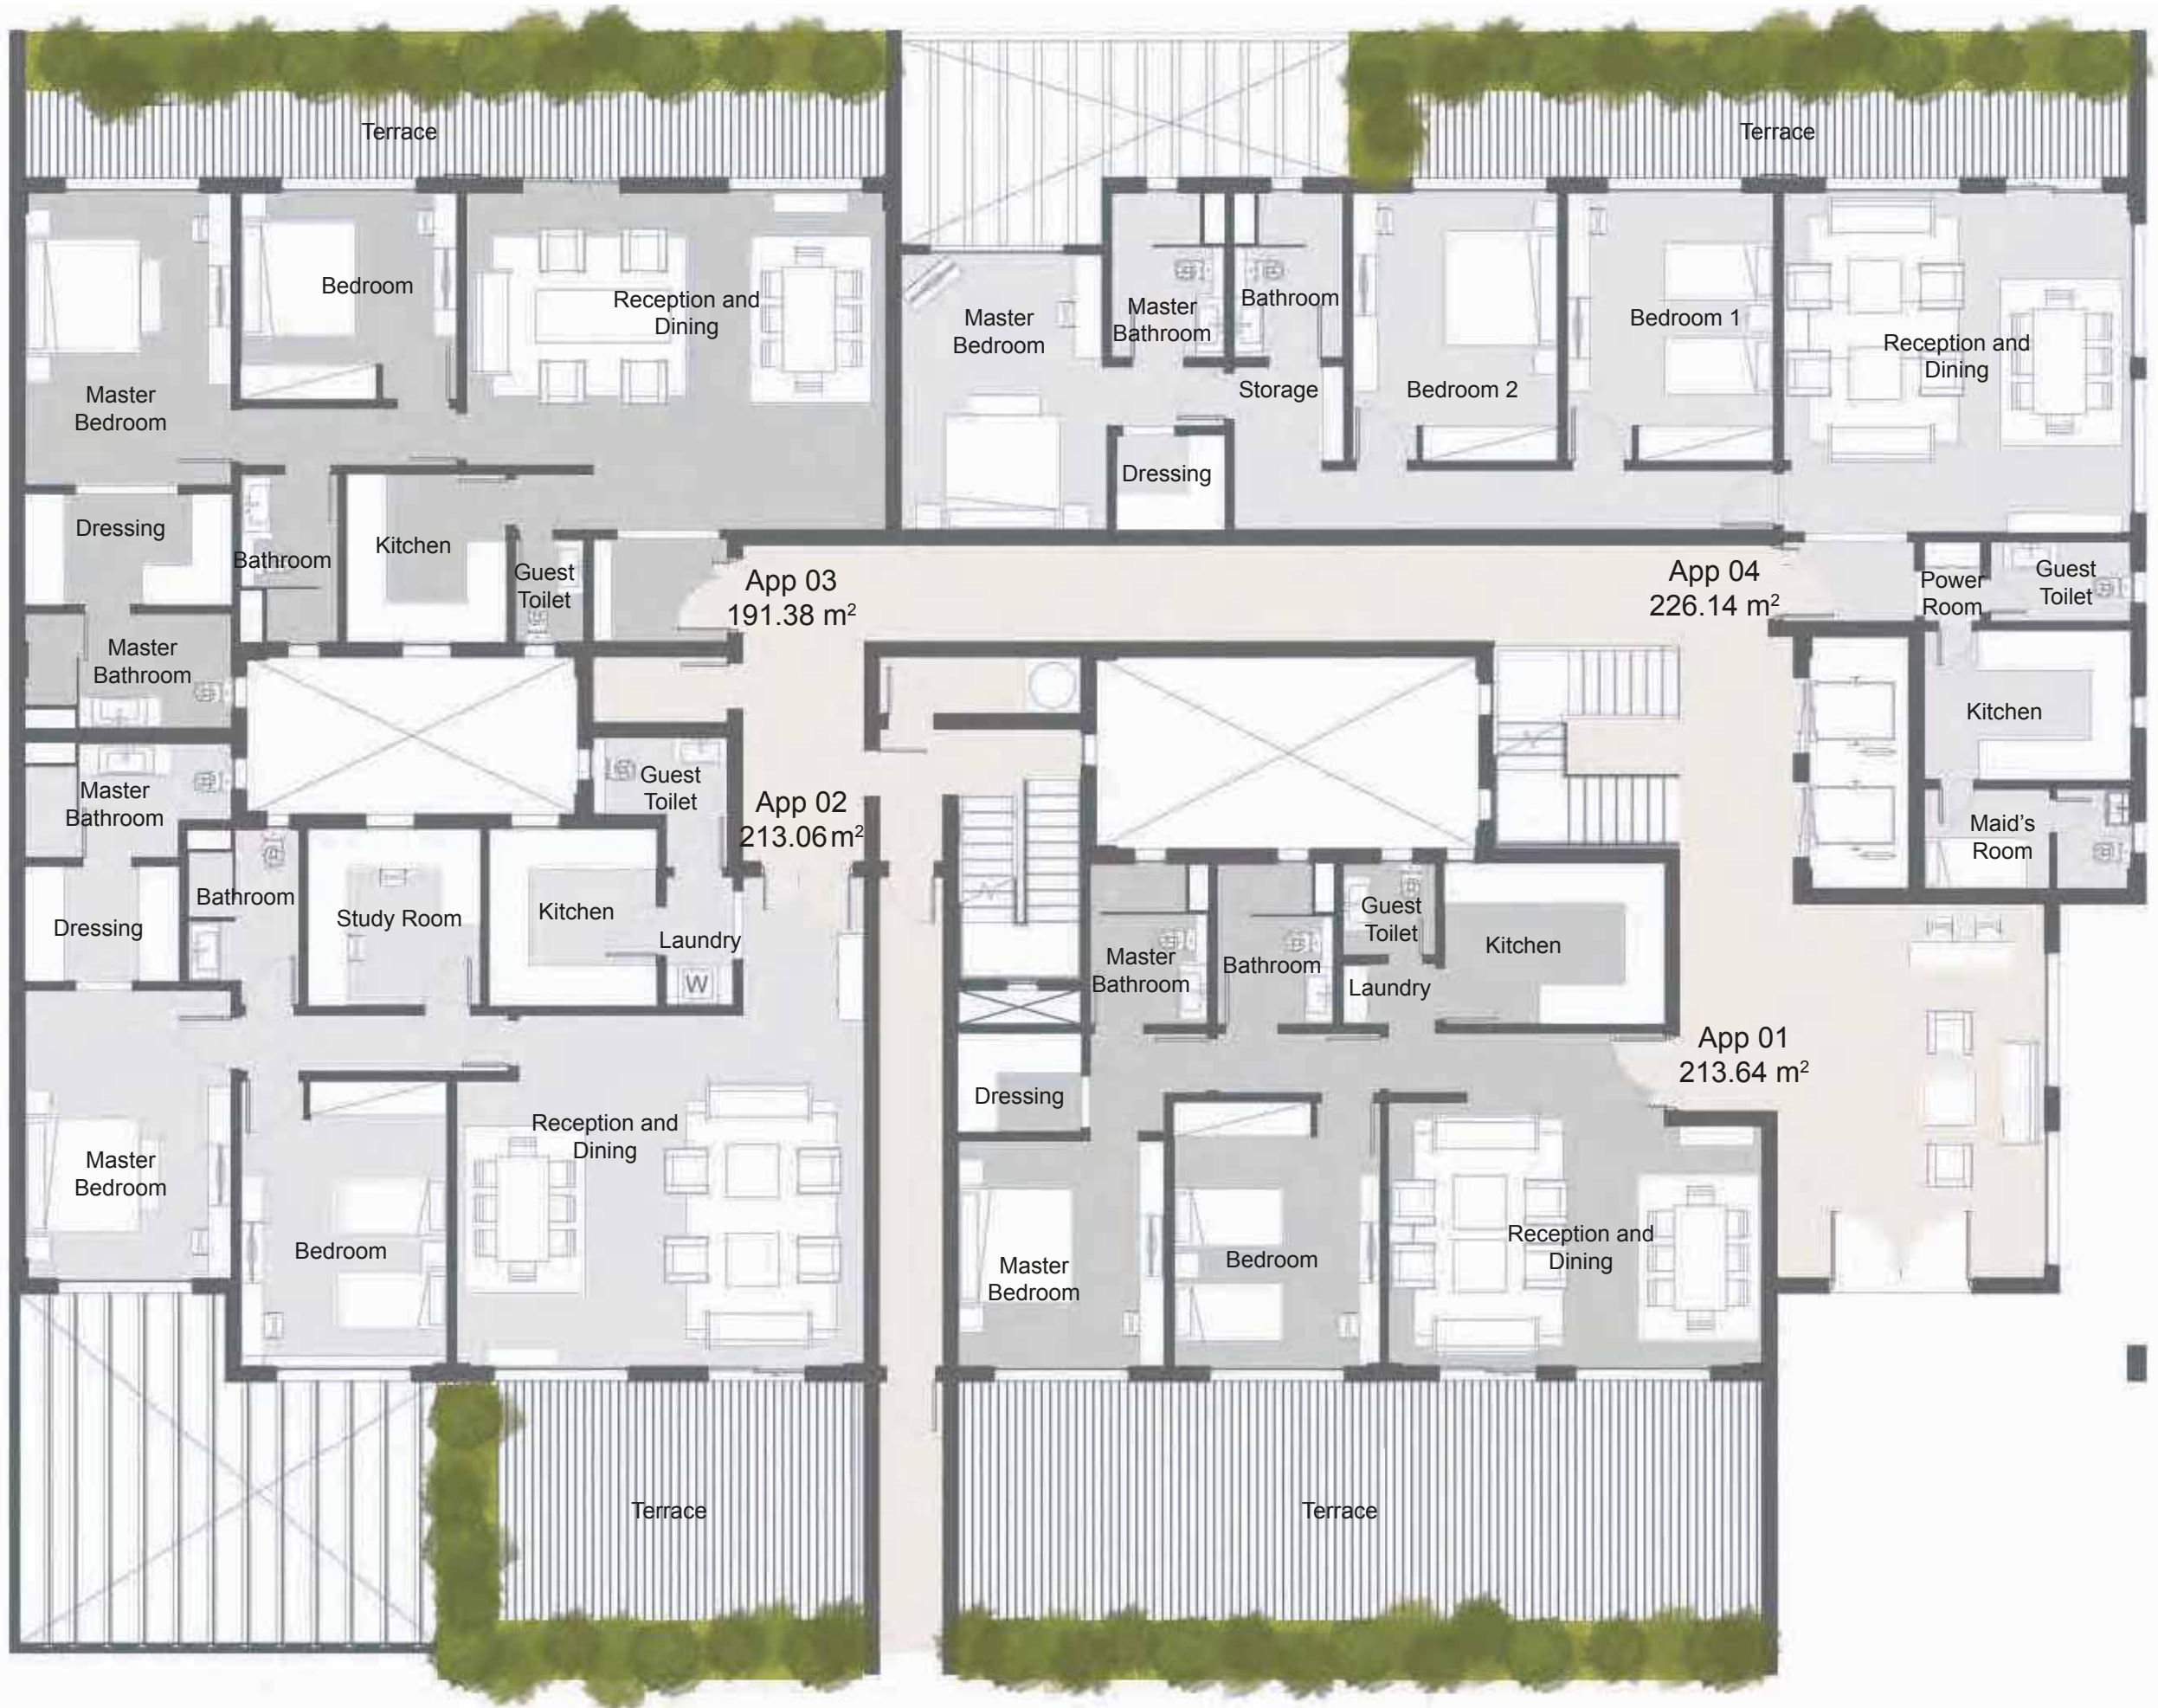 Terrace
Terrace
Master
Bedroom
Bedroom
Reception and
Dining
Master
Bedroom
Master
Bathroom
Bathroom
Storage
Bedroom 2
Bedroom 1
Reception and
Dining
Dressing
Dressing
Bathroom
Kitchen
Guest
Toilet
App 03
191.38 m²
App 04
226.14 m²
Power
Room
Guest
Toilet
Master
Bathroom
Kitchen
Master
Bathroom
Guest
Toilet
App 02
213.06 m²
Maid's
Room
Dressing
Bathroom
Study Room
Kitchen
Laundry
W
Master
Bathroom
Bathroom
Guest
Toilet
Laundry
Kitchen
App 01
213.64 m²
Dressing
Master
Bedroom
Bedroom
Reception and
Dining
Master
Bedroom
Bedroom
Reception and
Dining
Terrace
Terrace